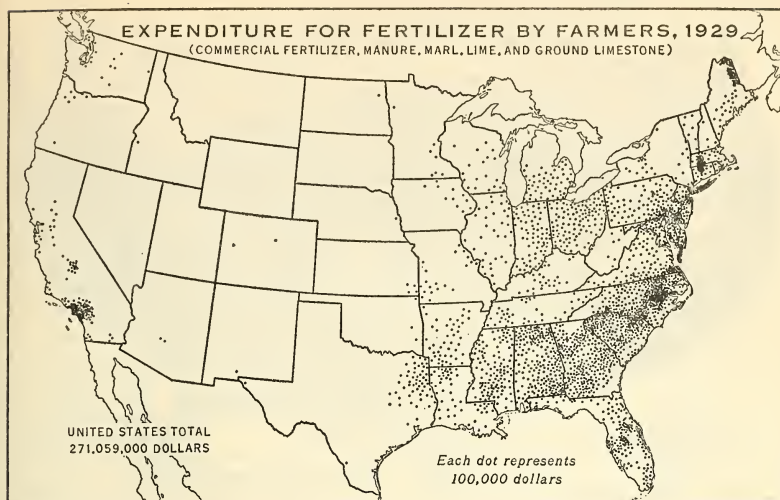 EXPENDITURE FOR FERTILIZER BY FARMERS, 1929
(COMMERCIAL FERTILIZER, MANURE, MARL, LIME, AND GROUND LIMESTONE)
UNITED STATES TOTAL
271,059,000 DOLLARS
Each dot represents
100,000 dollars